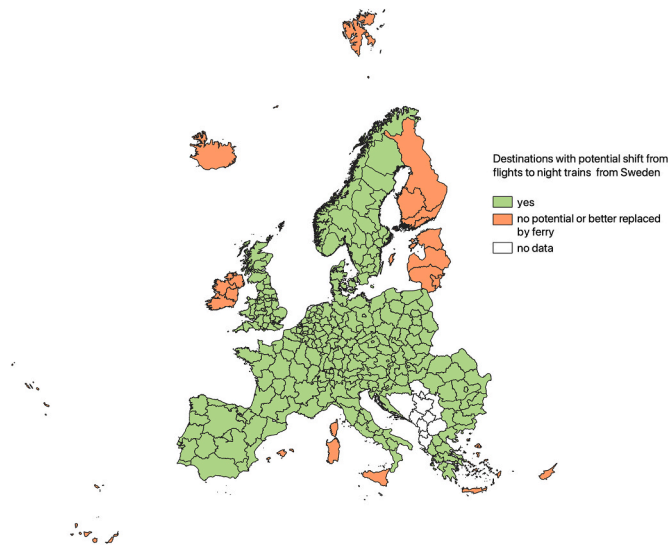 Destinations with potential shift from
flights to night trains from Sweden
yes
no potential or better replaced
by ferry
no data